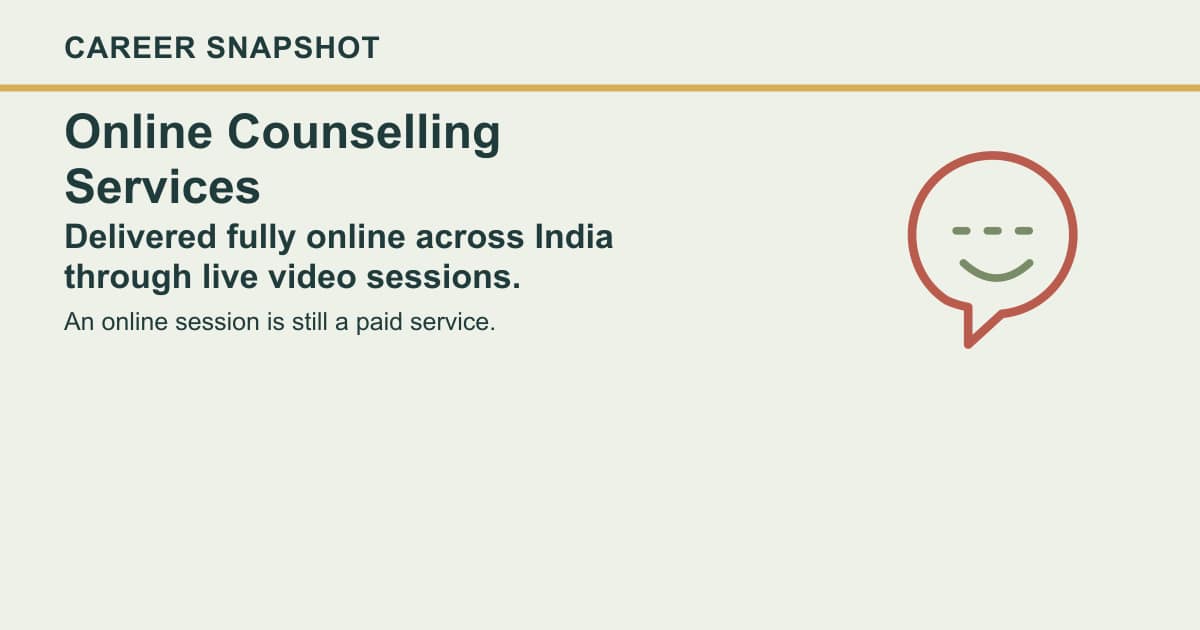 CAREER SNAPSHOT
Online Counselling
Services
Delivered fully online across India
through live video sessions.
An online session is still a paid service.